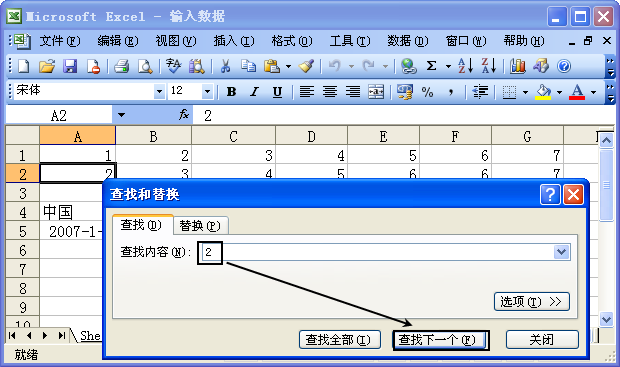 Microsoft Excel - 输入数据
文件(F) 编辑(E) 视图(V) 插入(I) 格式(O) 工具(T) 数据(D) 窗口(W) 帮助(H)
宋体 12 B I U %
A2 fx 2
A B C D E F G
1 1 2 3 4 5 6 7
2 2 3 4 5 6 6 7
3
4 中国
5 2007-1-
6
7
8
9
10
查找和替换
查找(D) 替换(P)
查找内容(N): 2
选项(T) >>
查找全部(I) 查找下一个(F) 关闭
She
就绪